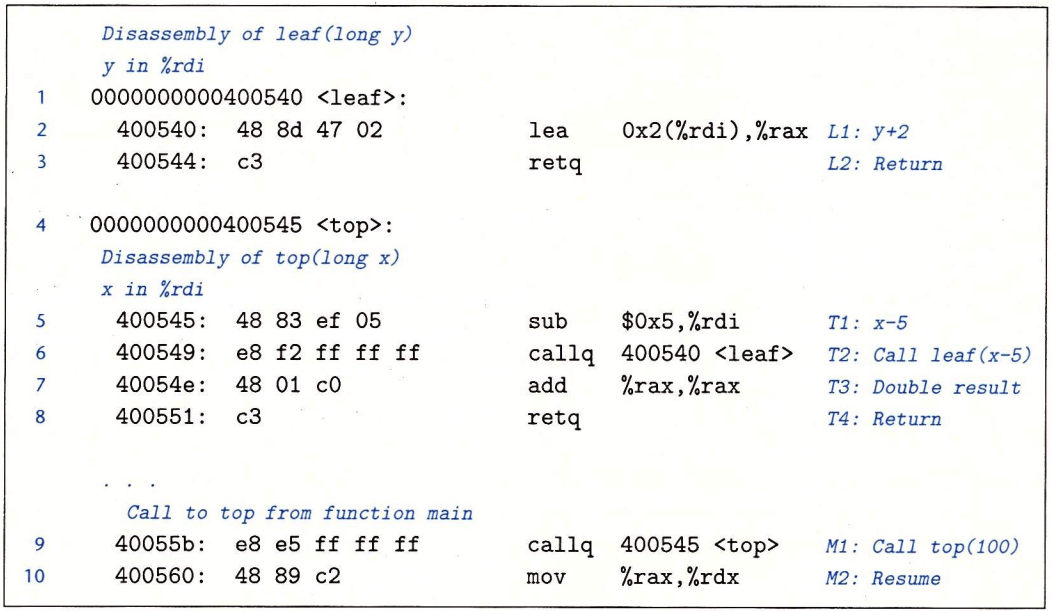 Disassembly of leaf(long y)
y in %rdi
1 0000000000400540 <leaf>:
2 400540: 48 8d 47 02 lea 0x2(%rdi),%rax L1: y+2
3 400544: c3 retq L2: Return
4 0000000000400545 <top>:
Disassembly of top(long x)
x in %rdi
5 400545: 48 83 ef 05 sub $0x5,%rdi T1: x-5
6 400549: e8 f2 ff ff ff callq 400540 <leaf> T2: Call leaf(x-5)
7 40054e: 48 01 c0 add %rax,%rax T3: Double result
8 400551: c3 retq T4: Return
. . .
Call to top from function main
9 40055b: e8 e5 ff ff ff callq 400545 <top> M1: Call top(100)
10 400560: 48 89 c2 mov %rax,%rdx M2: Resume